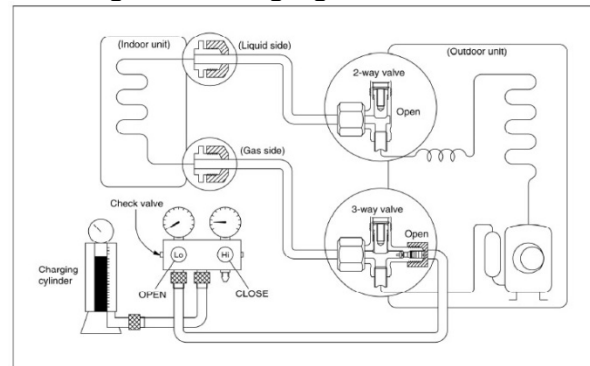 (Indoor unit)
(Liquid side)
(Outdoor unit)
2-way valve
Open
(Gas side)
3-way valve
Open
Check valve
Lo
Hi
Charging
cylinder
OPEN
CLOSE